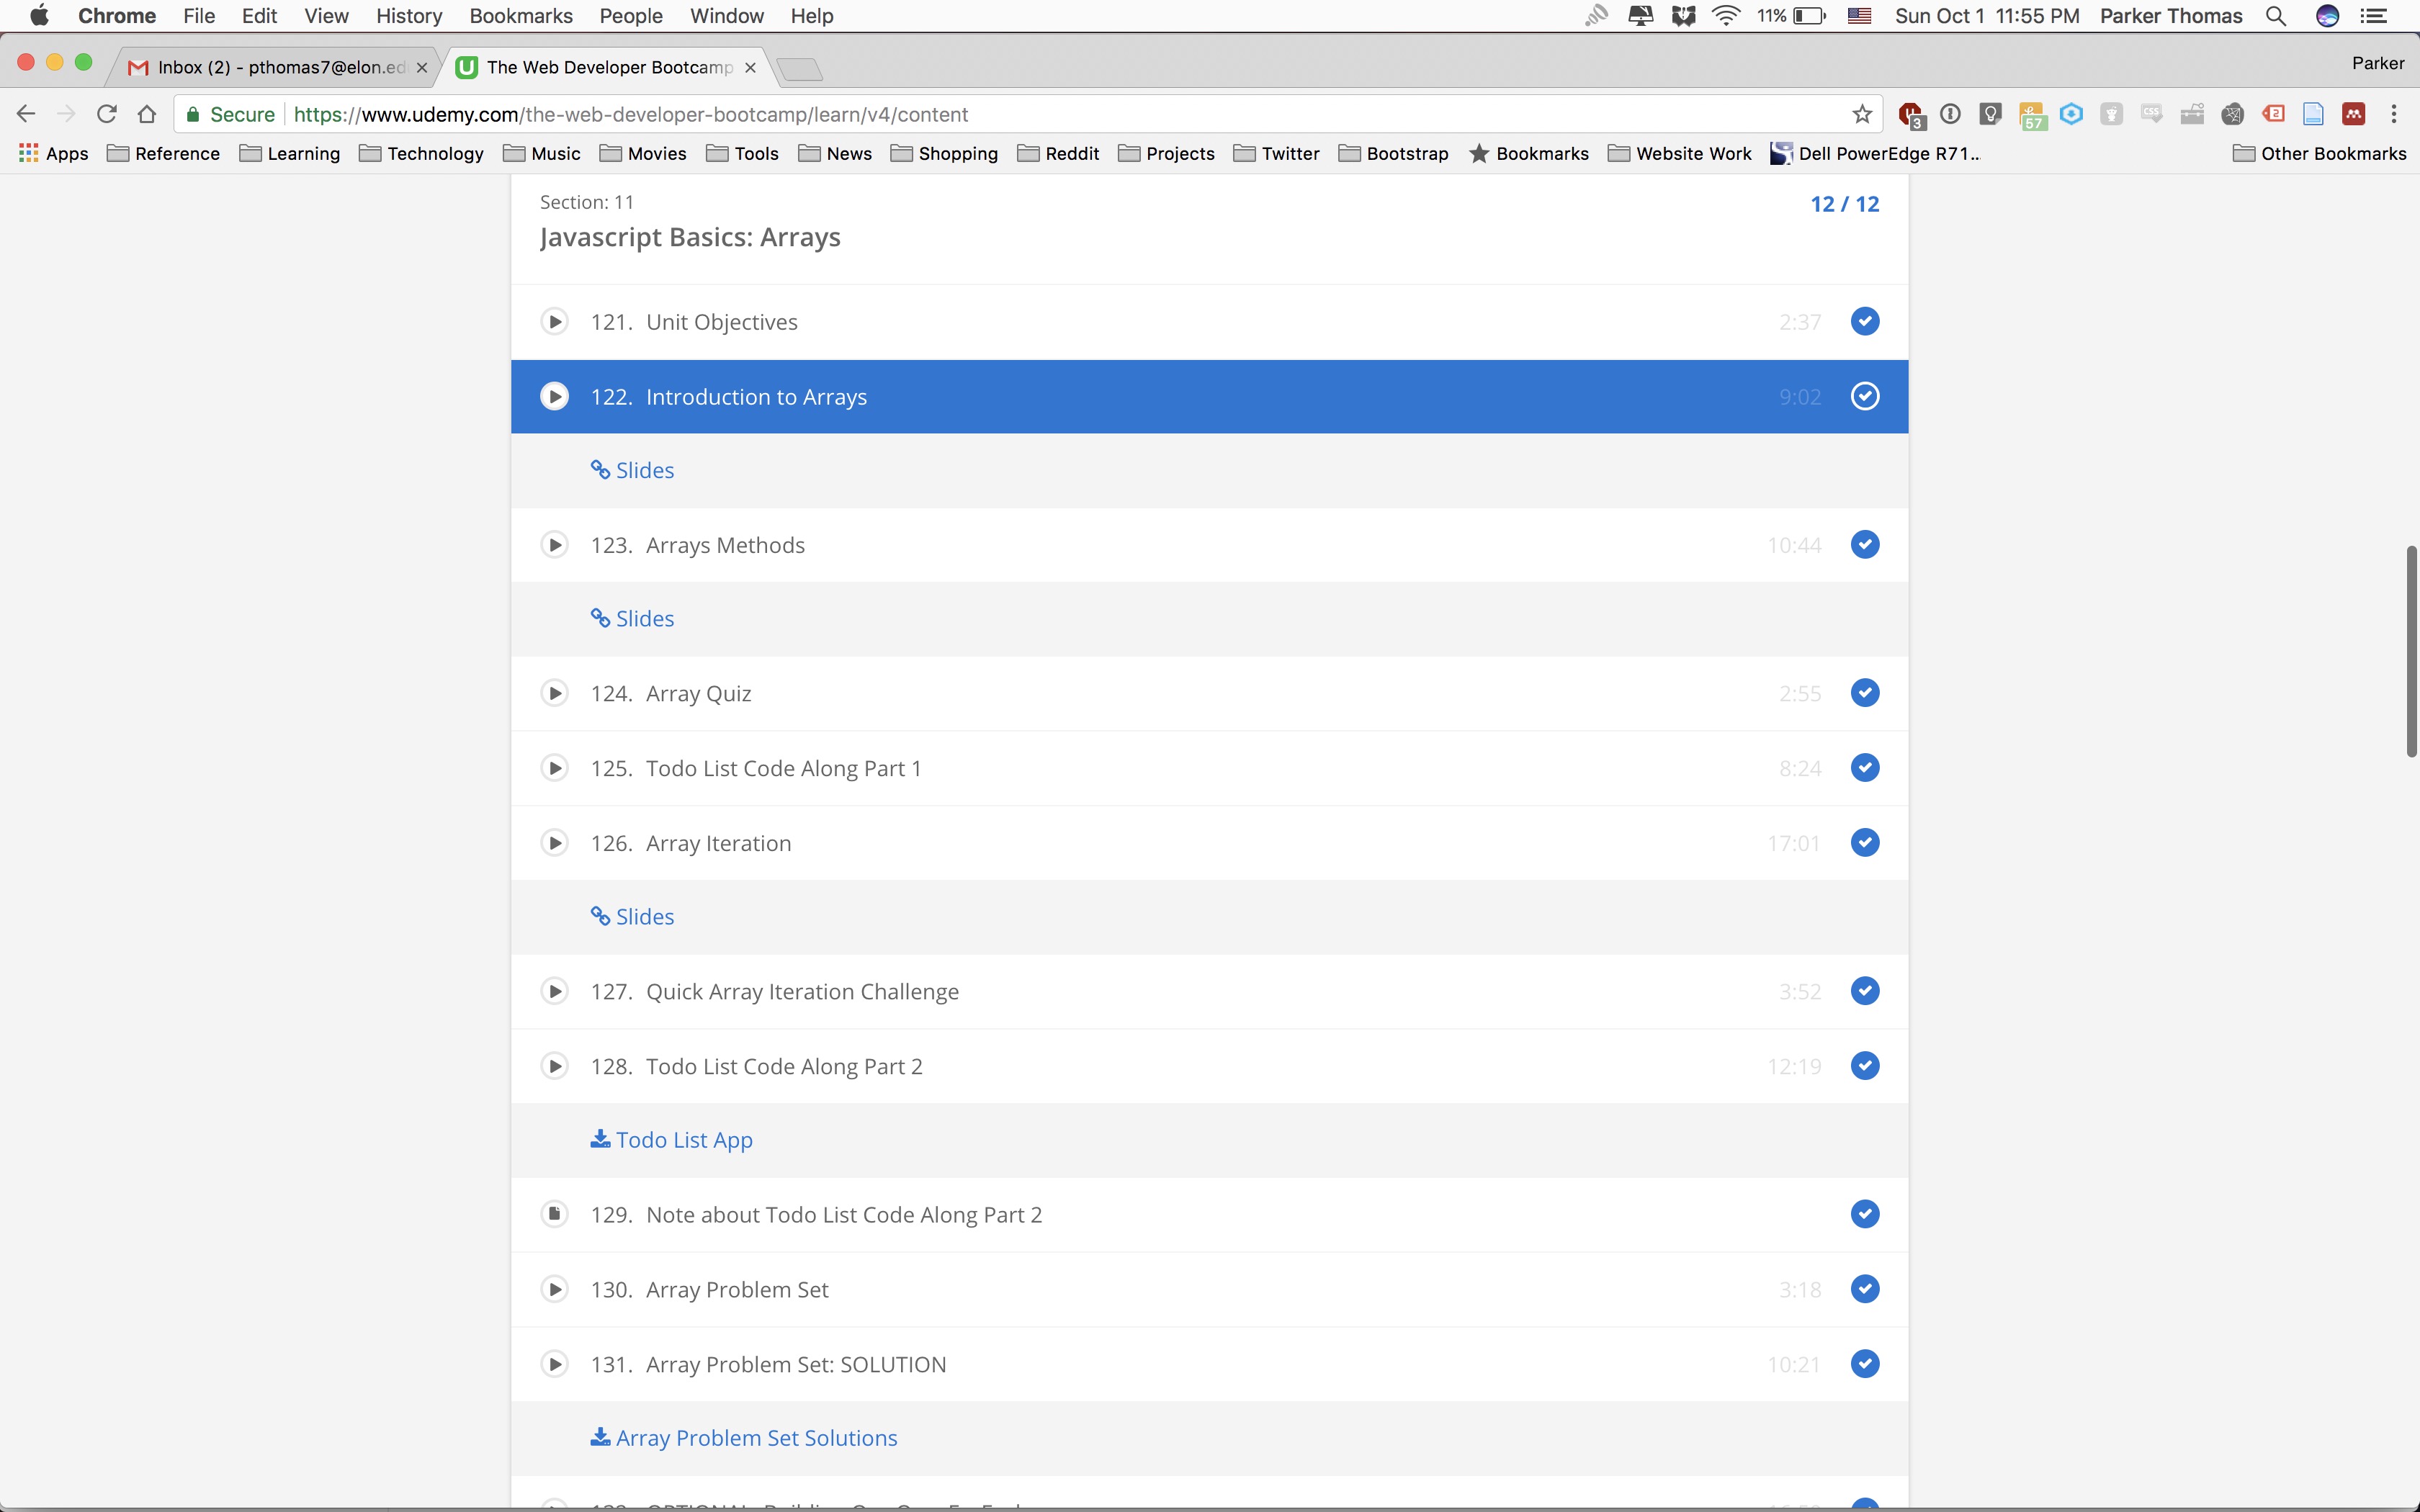 Chrome File Edit View History Bookmarks People Window Help 11% Sun Oct 1 11:55 PM Parker Thomas
Inbox (2) - pthomas7@elon.ed The Web Developer Bootcamp Parker
Secure https://www.udemy.com/the-web-developer-bootcamp/learn/v4/content 3 57 CSS 2
Apps Reference Learning Technology Music Movies Tools News Shopping Reddit Projects Twitter Bootstrap Bookmarks Website Work Dell PowerEdge R71... Other Bookmarks
Section: 11 12 / 12
Javascript Basics: Arrays
121. Unit Objectives 2:37
122. Introduction to Arrays 9:02
Slides
123. Arrays Methods 10:44
Slides
124. Array Quiz 2:55
125. Todo List Code Along Part 1 8:24
126. Array Iteration 17:01
Slides
127. Quick Array Iteration Challenge 3:52
128. Todo List Code Along Part 2 12:19
Todo List App
129. Note about Todo List Code Along Part 2
130. Array Problem Set 3:18
131. Array Problem Set: SOLUTION 10:21
Array Problem Set Solutions